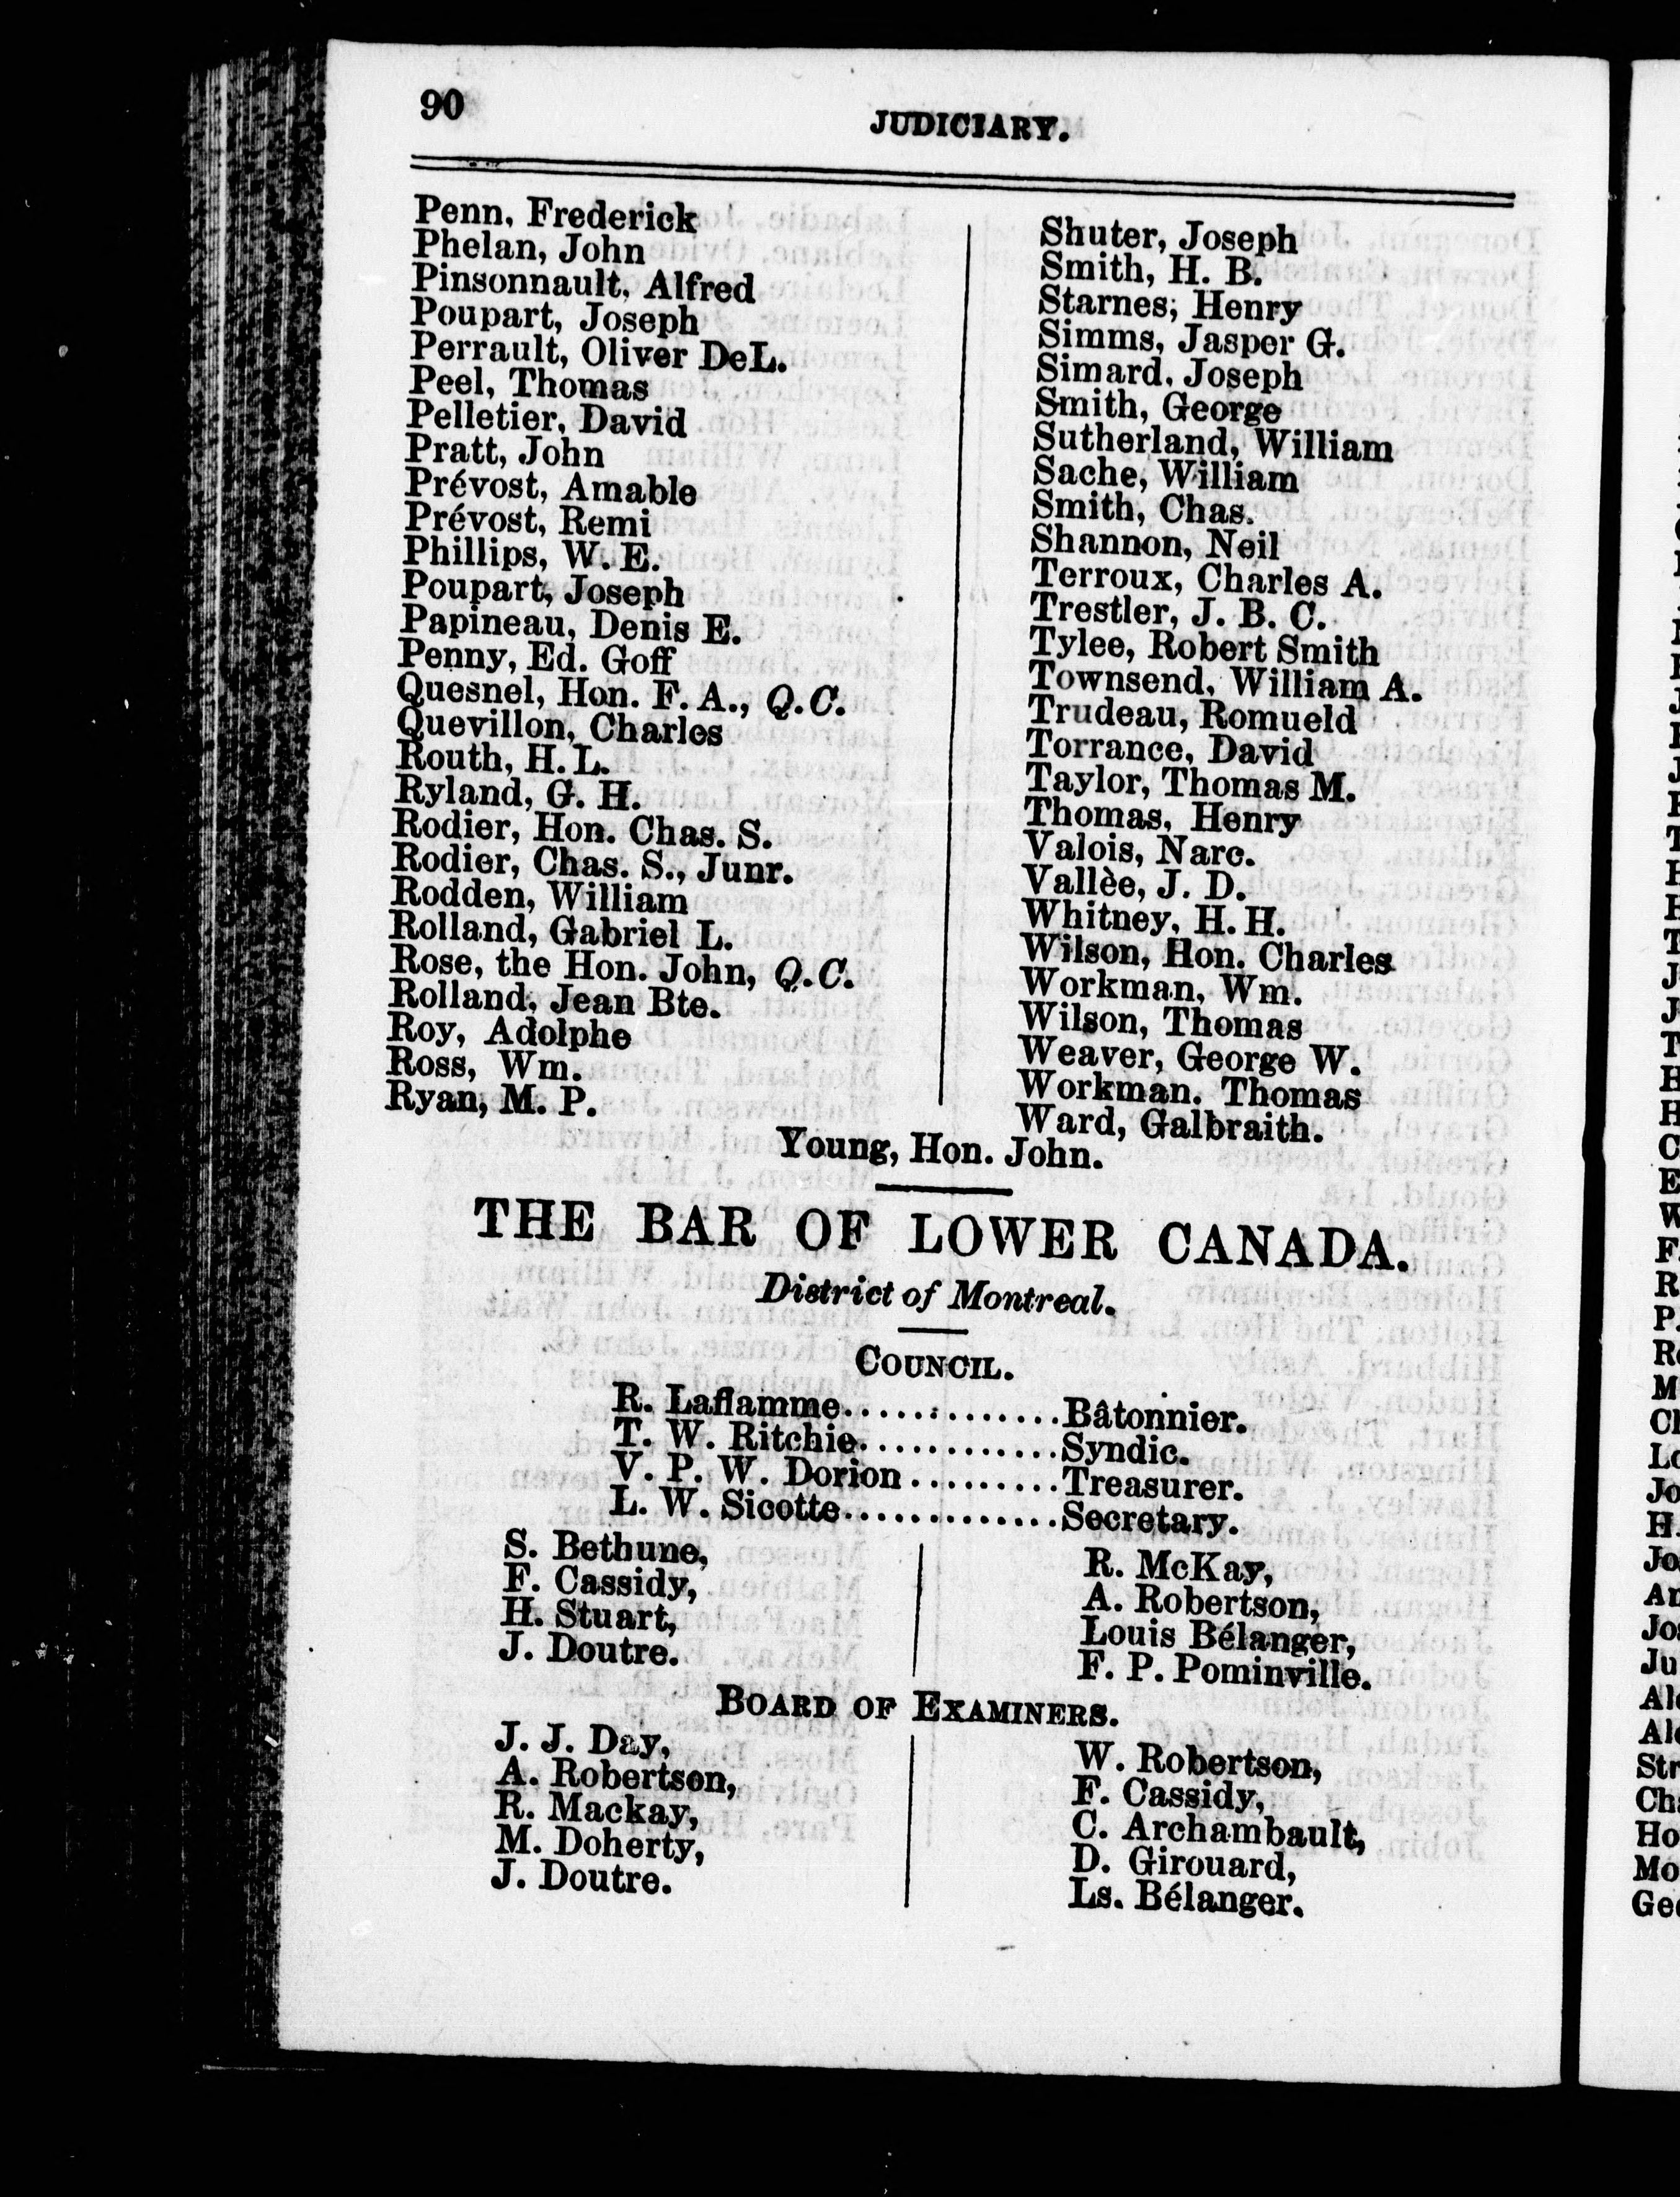 90
JUDICIARY.
Penn, Frederick
Phelan, John
Pinsonnault, Alfred
Poupart, Joseph
Perrault, Oliver DeL.
Peel, Thomas
Pelletier, David
Pratt, John
Prévost, Amable
Prévost, Remi
Phillips, W. E.
Poupart, Joseph
Papineau, Denis E.
Penny, Ed. Goff
Quesnel, Hon. F. A., Q.C.
Quevillon, Charles
Routh, H. L.
Ryland, G. H.
Rodier, Hon. Chas. S.
Rodier, Chas. S., Junr.
Rodden, William
Rolland, Gabriel L.
Rose, the Hon. John, Q.C.
Rolland, Jean Bte.
Roy, Adolphe
Ross, Wm.
Ryan, M. P.
Shuter, Joseph
Smith, H. B.
Starnes, Henry
Simms, Jasper G.
Simard, Joseph
Smith, George
Sutherland, William
Sache, William
Smith, Chas.
Shannon, Neil
Terroux, Charles A.
Trestler, J. B. C.
Tylee, Robert Smith
Townsend, William A.
Trudeau, Romueld
Torrance, David
Taylor, Thomas M.
Thomas, Henry
Valois, Narc.
Vallèe, J. D.
Whitney, H. H.
Wilson, Hon. Charles
Workman, Wm.
Wilson, Thomas
Weaver, George W.
Workman. Thomas
Ward, Galbraith.
Young, Hon. John.
THE BAR OF LOWER CANADA.
District of Montreal.
COUNCIL.
R. Laflamme.............Bâtonnier.
T. W. Ritchie............Syndic.
V. P. W. Dorion.........Treasurer.
L. W. Sicotte.............Secretary.
S. Bethune,
F. Cassidy,
H. Stuart,
J. Doutre.
R. McKay,
A. Robertson,
Louis Bélanger,
F. P. Pominville.
BOARD OF EXAMINERS.
J. J. Day,
A. Robertson,
R. Mackay,
M. Doherty,
J. Doutre.
W. Robertson,
F. Cassidy,
C. Archambault,
D. Girouard,
Ls. Bélanger.